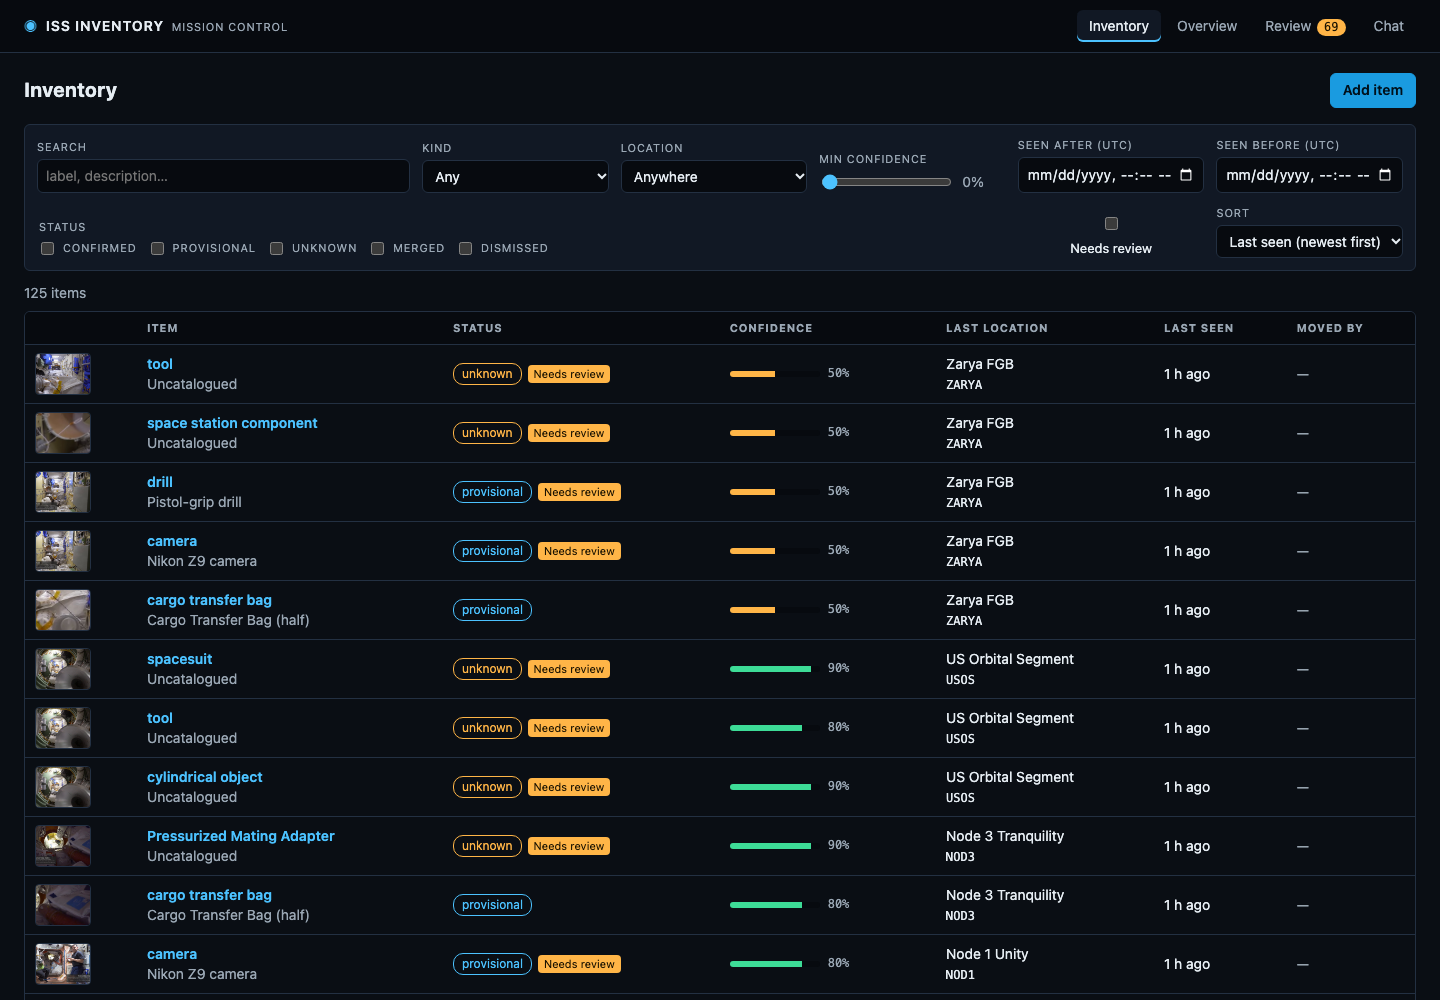 ISS INVENTORY MISSION CONTROL
Inventory Overview Review 69 Chat
Inventory
Add item
SEARCH KIND LOCATION MIN CONFIDENCE SEEN AFTER (UTC) SEEN BEFORE (UTC)
label, description... Any Anywhere 0% mm/dd/yyyy, --:-- -- mm/dd/yyyy, --:-- --
STATUS SORT
CONFIRMED PROVISIONAL UNKNOWN MERGED DISMISSED Needs review Last seen (newest first)
125 items
ITEM STATUS CONFIDENCE LAST LOCATION LAST SEEN MOVED BY
tool unknown Needs review 50% Zarya FGB 1 h ago —
Uncatalogued ZARYA
space station component unknown Needs review 50% Zarya FGB 1 h ago —
Uncatalogued ZARYA
drill provisional Needs review 50% Zarya FGB 1 h ago —
Pistol-grip drill ZARYA
camera provisional Needs review 50% Zarya FGB 1 h ago —
Nikon Z9 camera ZARYA
cargo transfer bag provisional 50% Zarya FGB 1 h ago —
Cargo Transfer Bag (half) ZARYA
spacesuit unknown Needs review 90% US Orbital Segment 1 h ago —
Uncatalogued USOS
tool unknown Needs review 80% US Orbital Segment 1 h ago —
Uncatalogued USOS
cylindrical object unknown Needs review 90% US Orbital Segment 1 h ago —
Uncatalogued USOS
Pressurized Mating Adapter unknown Needs review 90% Node 3 Tranquility 1 h ago —
Uncatalogued NOD3
cargo transfer bag provisional 80% Node 3 Tranquility 1 h ago —
Cargo Transfer Bag (half) NOD3
camera provisional Needs review 80% Node 1 Unity 1 h ago —
Nikon Z9 camera NOD1